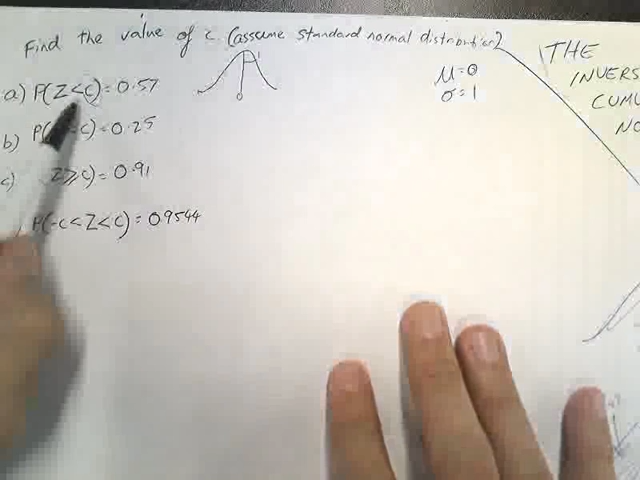 Find the value of c (assume standard normal distribution)
a) P(Z<c)=0.57
b) P( <c)=0.25
c) Z≥c)=0.91
P(-c<Z<c)=0.9544
0
μ=0
σ=1
THE
INVERS
CUMU
NO